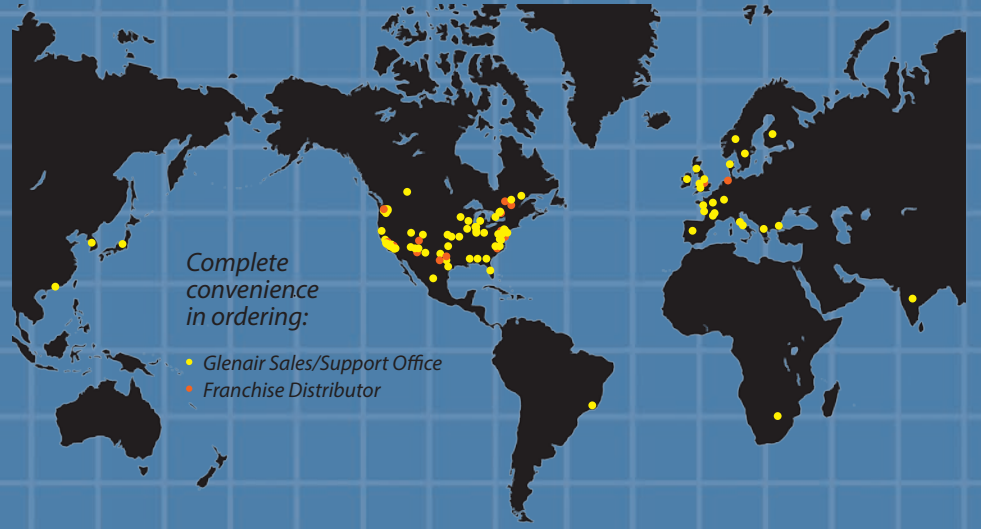 Complete
convenience
in ordering:
Glenair Sales/Support Office
Franchise Distributor